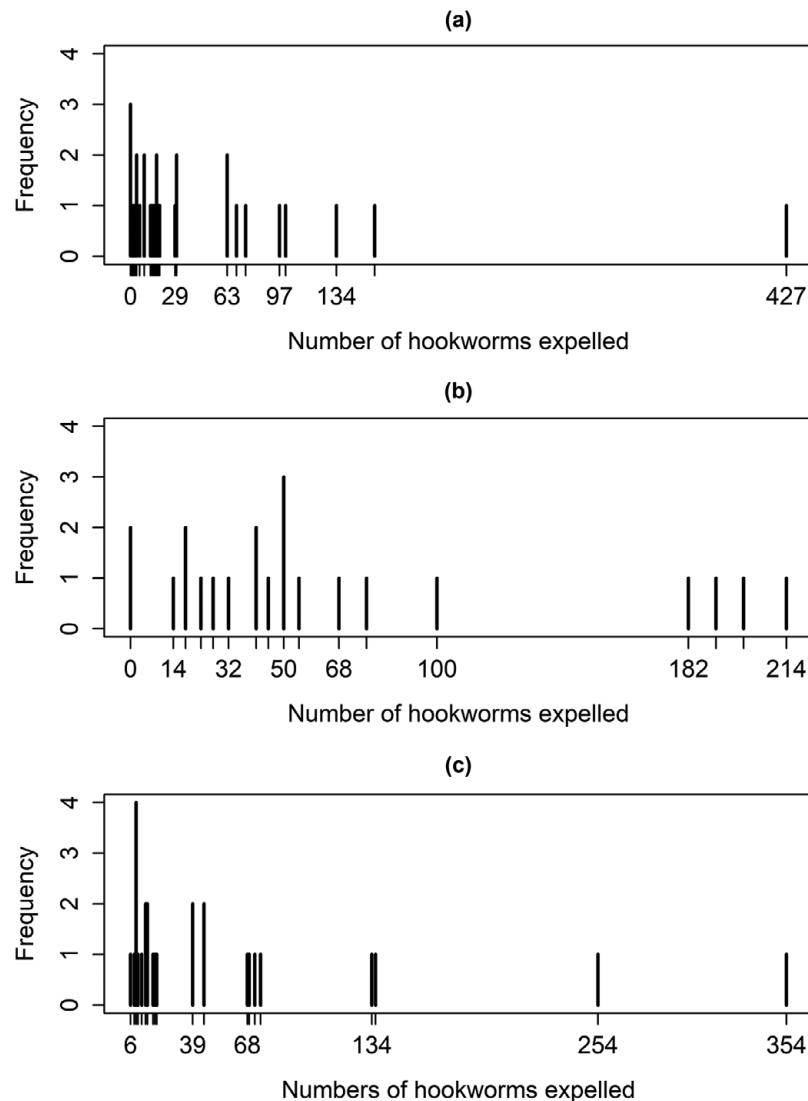 (a)
Frequency
4
3
2
1
0
0 29 63 97 134 427
Number of hookworms expelled
(b)
Frequency
4
3
2
1
0
0 14 32 50 68 100 182 214
Number of hookworms expelled
(c)
Frequency
4
3
2
1
0
6 39 68 134 254 354
Numbers of hookworms expelled